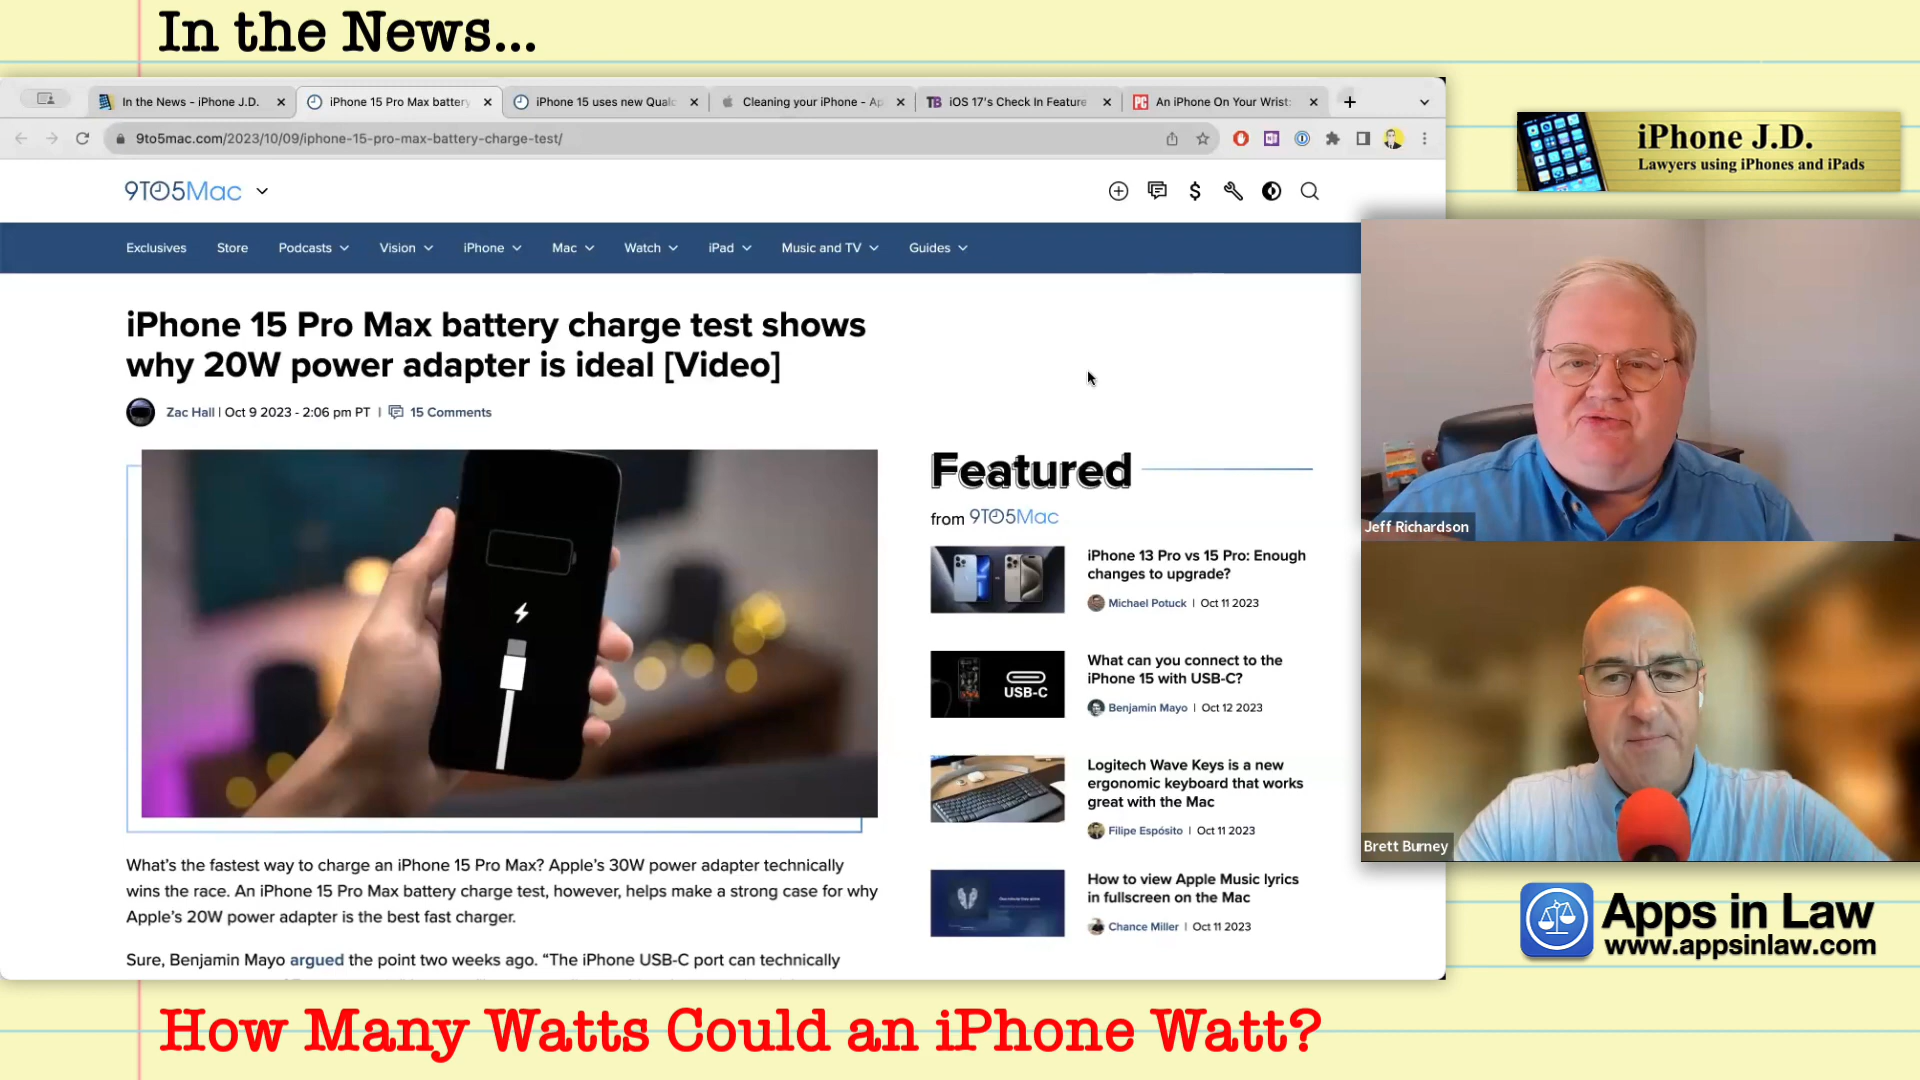 In the News...
In the News - iPhone J.D.
iPhone 15 Pro Max battery
iPhone 15 uses new Qualc
Cleaning your iPhone - Ap
iOS 17's Check In Feature
An iPhone On Your Wrist:
9to5mac.com/2023/10/09/iphone-15-pro-max-battery-charge-test/
iPhone J.D.
Lawyers using iPhones and iPads
9TO5Mac
Exclusives Store Podcasts Vision iPhone Mac Watch iPad Music and TV Guides
iPhone 15 Pro Max battery charge test shows
why 20W power adapter is ideal [Video]
Zac Hall | Oct 9 2023 - 2:06 pm PT | 15 Comments
What's the fastest way to charge an iPhone 15 Pro Max? Apple's 30W power adapter technically
wins the race. An iPhone 15 Pro Max battery charge test, however, helps make a strong case for why
Apple's 20W power adapter is the best fast charger.
Sure, Benjamin Mayo argued the point two weeks ago. “The iPhone USB-C port can technically
Featured
from 9TO5Mac
iPhone 13 Pro vs 15 Pro: Enough
changes to upgrade?
Michael Potuck | Oct 11 2023
USB-C
What can you connect to the
iPhone 15 with USB-C?
Benjamin Mayo | Oct 12 2023
Logitech Wave Keys is a new
ergonomic keyboard that works
great with the Mac
Filipe Espósito | Oct 11 2023
How to view Apple Music lyrics
in fullscreen on the Mac
Chance Miller | Oct 11 2023
Jeff Richardson
Brett Burney
Apps in Law
www.appsinlaw.com
How Many Watts Could an iPhone Watt?